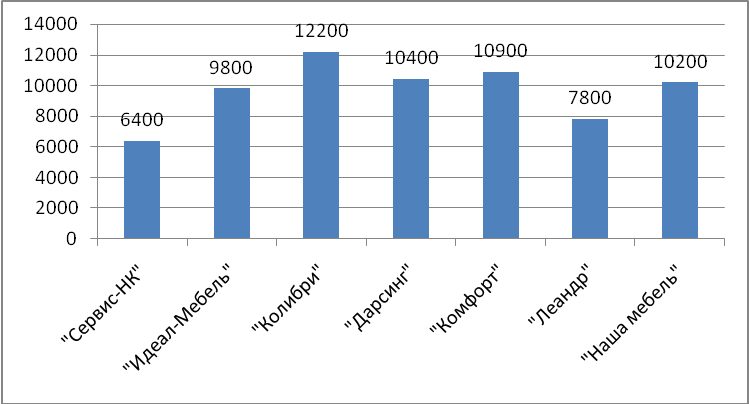 14000
12000
10000
8000
6000
4000
2000
0
6400
9800
12200
10400
10900
7800
10200
"Сервис-НК"
"Идеал-Мебель"
"Колибри"
"Дарсинг"
"Комфорт"
"Леандр"
"Наша мебель"